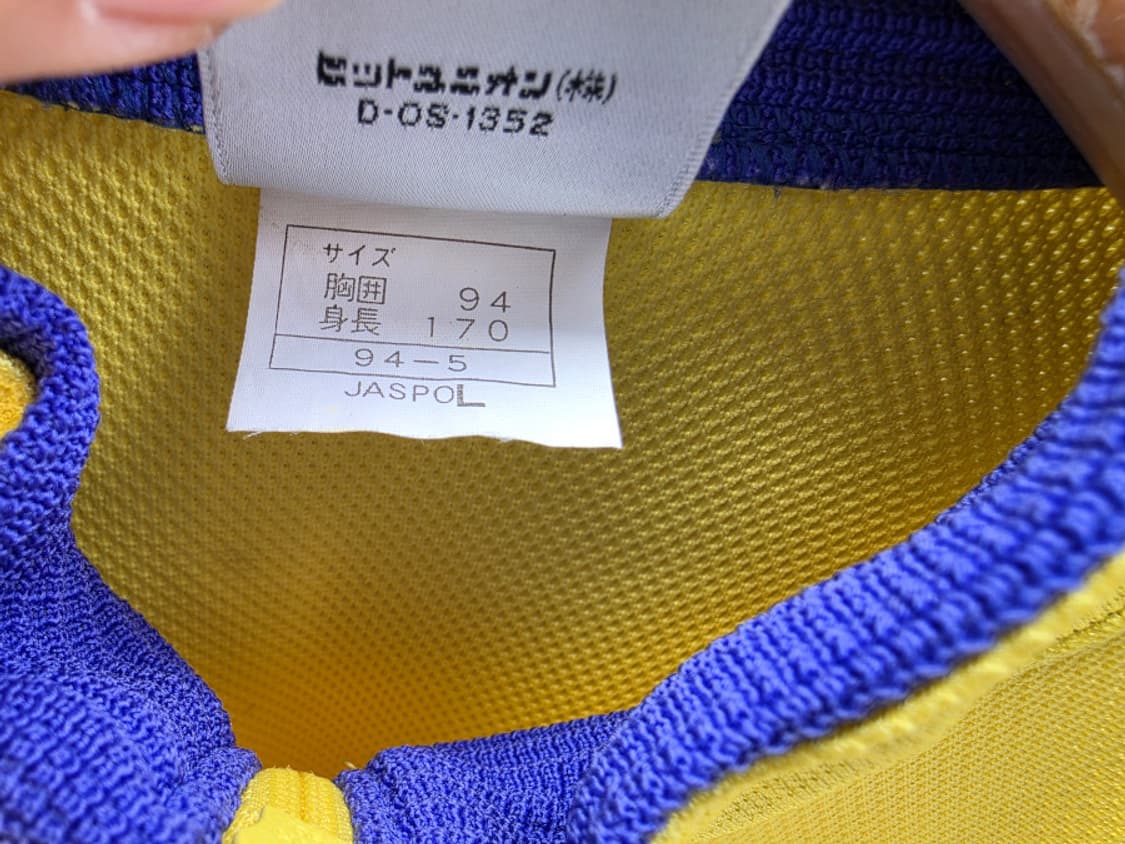 ヒットユニオン(株)
D-OS-1352
サイズ
胸囲 94
身長 170
94-5
JASPO L